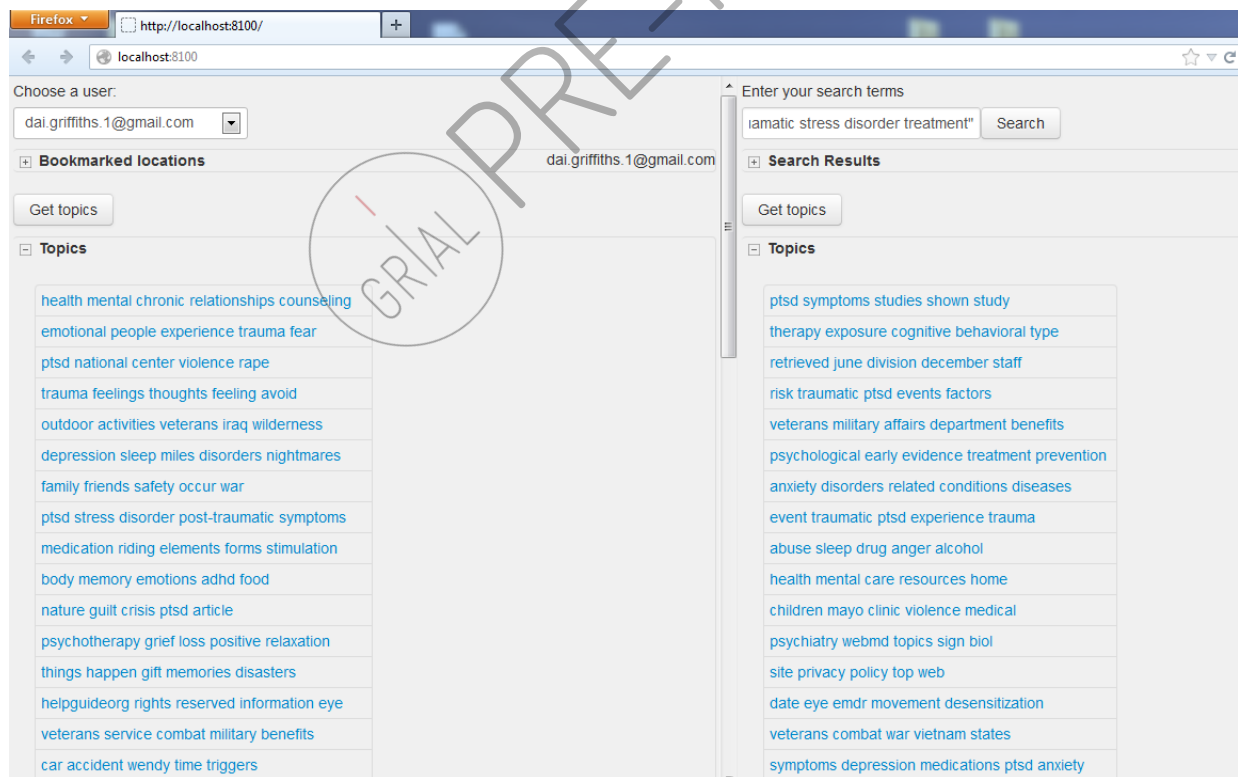 Firefox
http://localhost:8100/
+
localhost:8100
Choose a user:
dai.griffiths.1@gmail.com
Bookmarked locations dai.griffiths.1@gmail.com
Get topics
Topics
health mental chronic relationships counseling
emotional people experience trauma fear
ptsd national center violence rape
trauma feelings thoughts feeling avoid
outdoor activities veterans iraq wilderness
depression sleep miles disorders nightmares
family friends safety occur war
ptsd stress disorder post-traumatic symptoms
medication riding elements forms stimulation
body memory emotions adhd food
nature guilt crisis ptsd article
psychotherapy grief loss positive relaxation
things happen gift memories disasters
helpguideorg rights reserved information eye
veterans service combat military benefits
car accident wendy time triggers
Enter your search terms
amatic stress disorder treatment" Search
Search Results
Get topics
Topics
ptsd symptoms studies shown study
therapy exposure cognitive behavioral type
retrieved june division december staff
risk traumatic ptsd events factors
veterans military affairs department benefits
psychological early evidence treatment prevention
anxiety disorders related conditions diseases
event traumatic ptsd experience trauma
abuse sleep drug anger alcohol
health mental care resources home
children mayo clinic violence medical
psychiatry webmd topics sign biol
site privacy policy top web
date eye emdr movement desensitization
veterans combat war vietnam states
symptoms depression medications ptsd anxiety
GRIAL PRE-